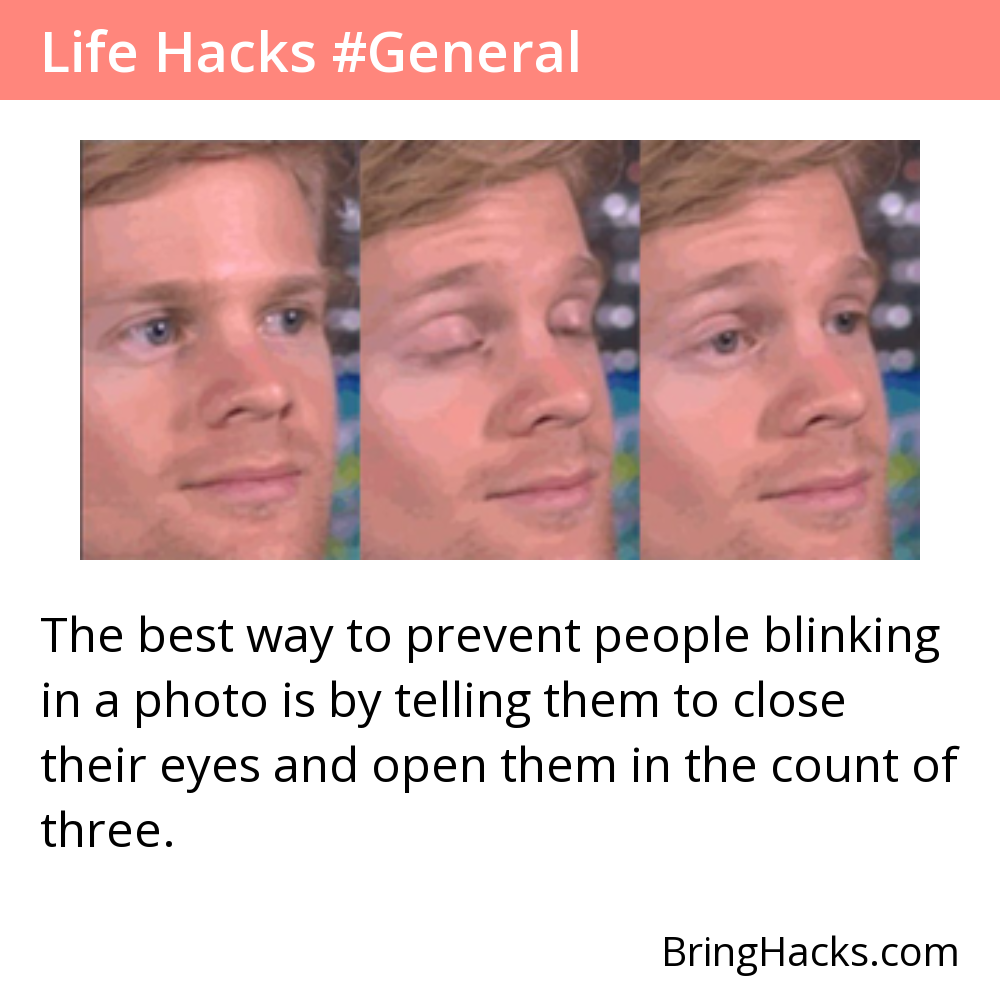 Life Hacks #General
The best way to prevent people blinking
in a photo is by telling them to close
their eyes and open them in the count of
three.
BringHacks.com